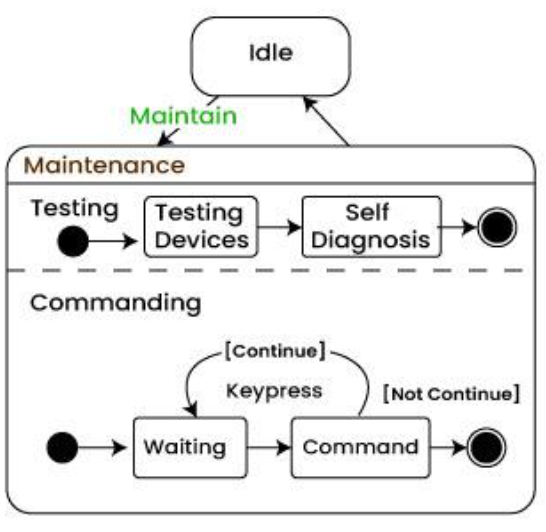 Idle
Maintain
Maintenance
Testing
Testing
Devices
Self
Diagnosis
Commanding
[Continue]
Keypress
[Not Continue]
Waiting
Command